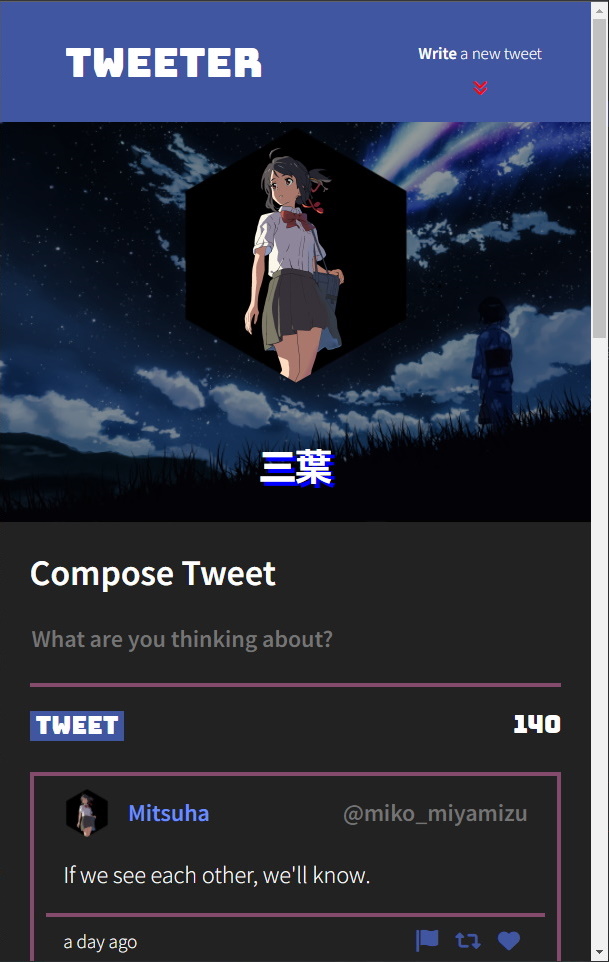 TWEETER
Write a new tweet
三葉
Compose Tweet
What are you thinking about?
TWEET 140
Mitsuha @miko_miyamizu
If we see each other, we'll know.
a day ago